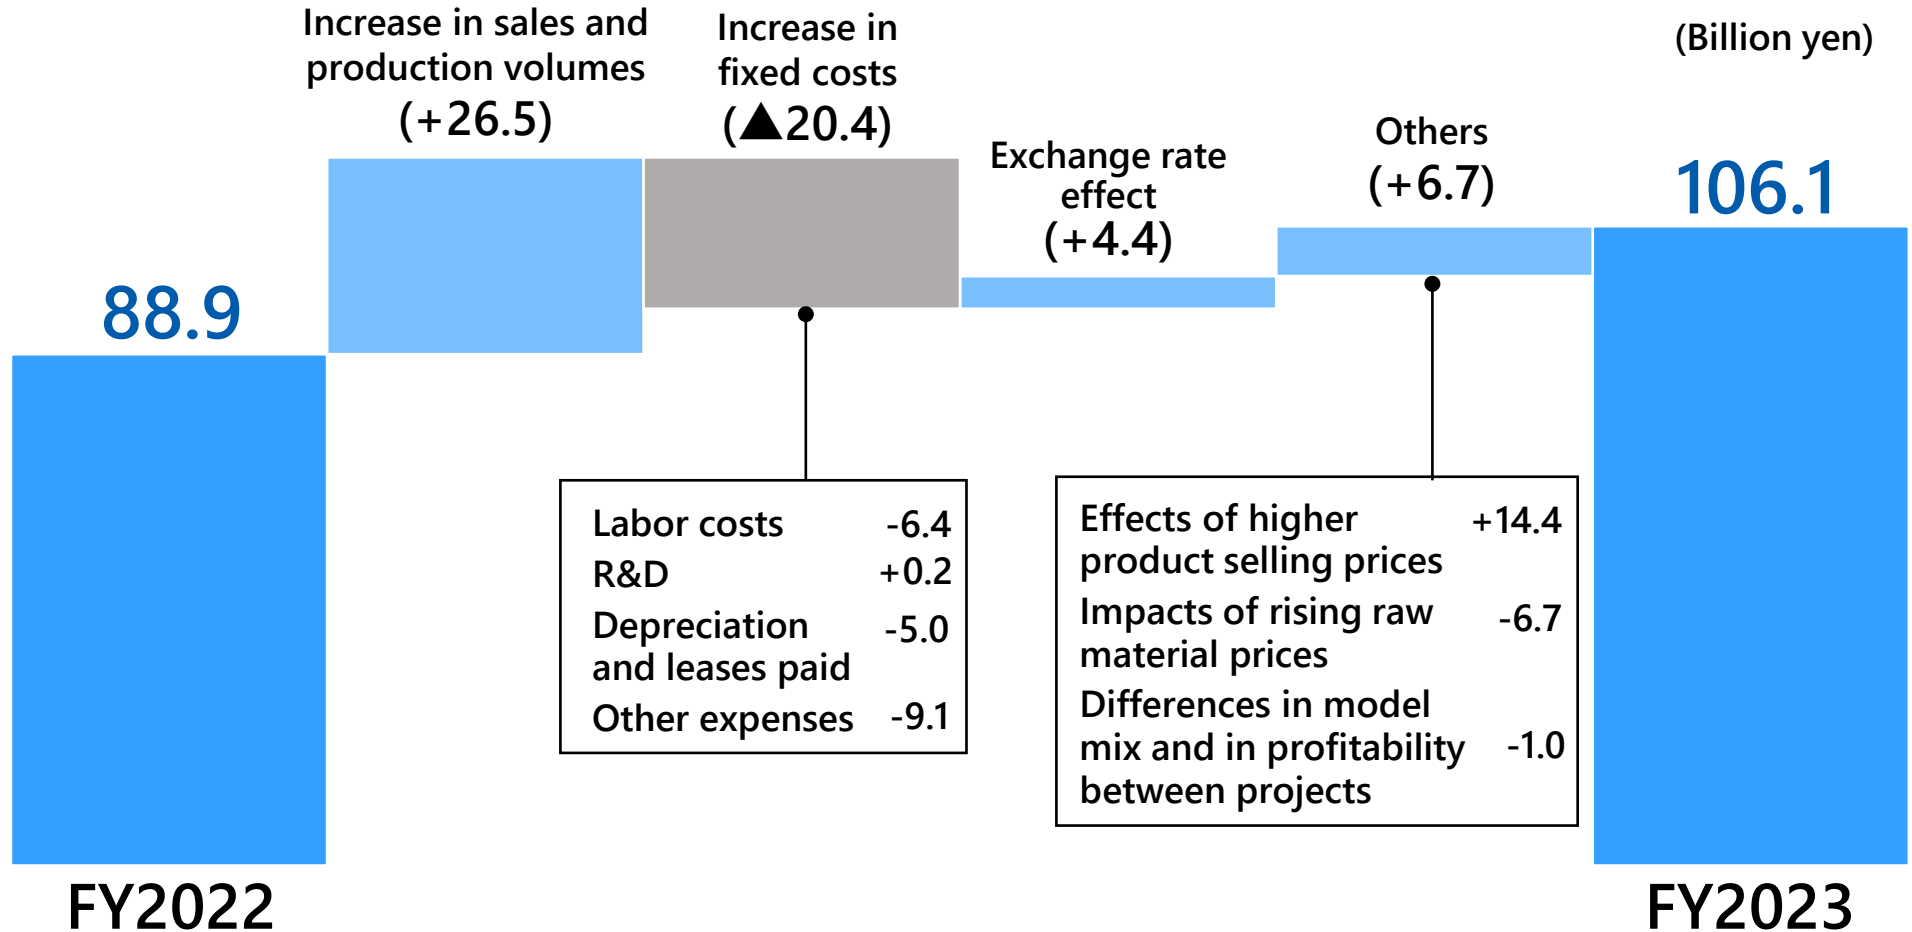 (Billion yen)
Increase in sales and
production volumes
(+26.5)
Increase in
fixed costs
(▲20.4)
Exchange rate
effect
(+4.4)
Others
(+6.7)
88.9
106.1
Labor costs -6.4
R&D +0.2
Depreciation -5.0
and leases paid
Other expenses -9.1
Effects of higher +14.4
product selling prices
Impacts of rising raw -6.7
material prices
Differences in model
mix and in profitability -1.0
between projects
FY2022
FY2023